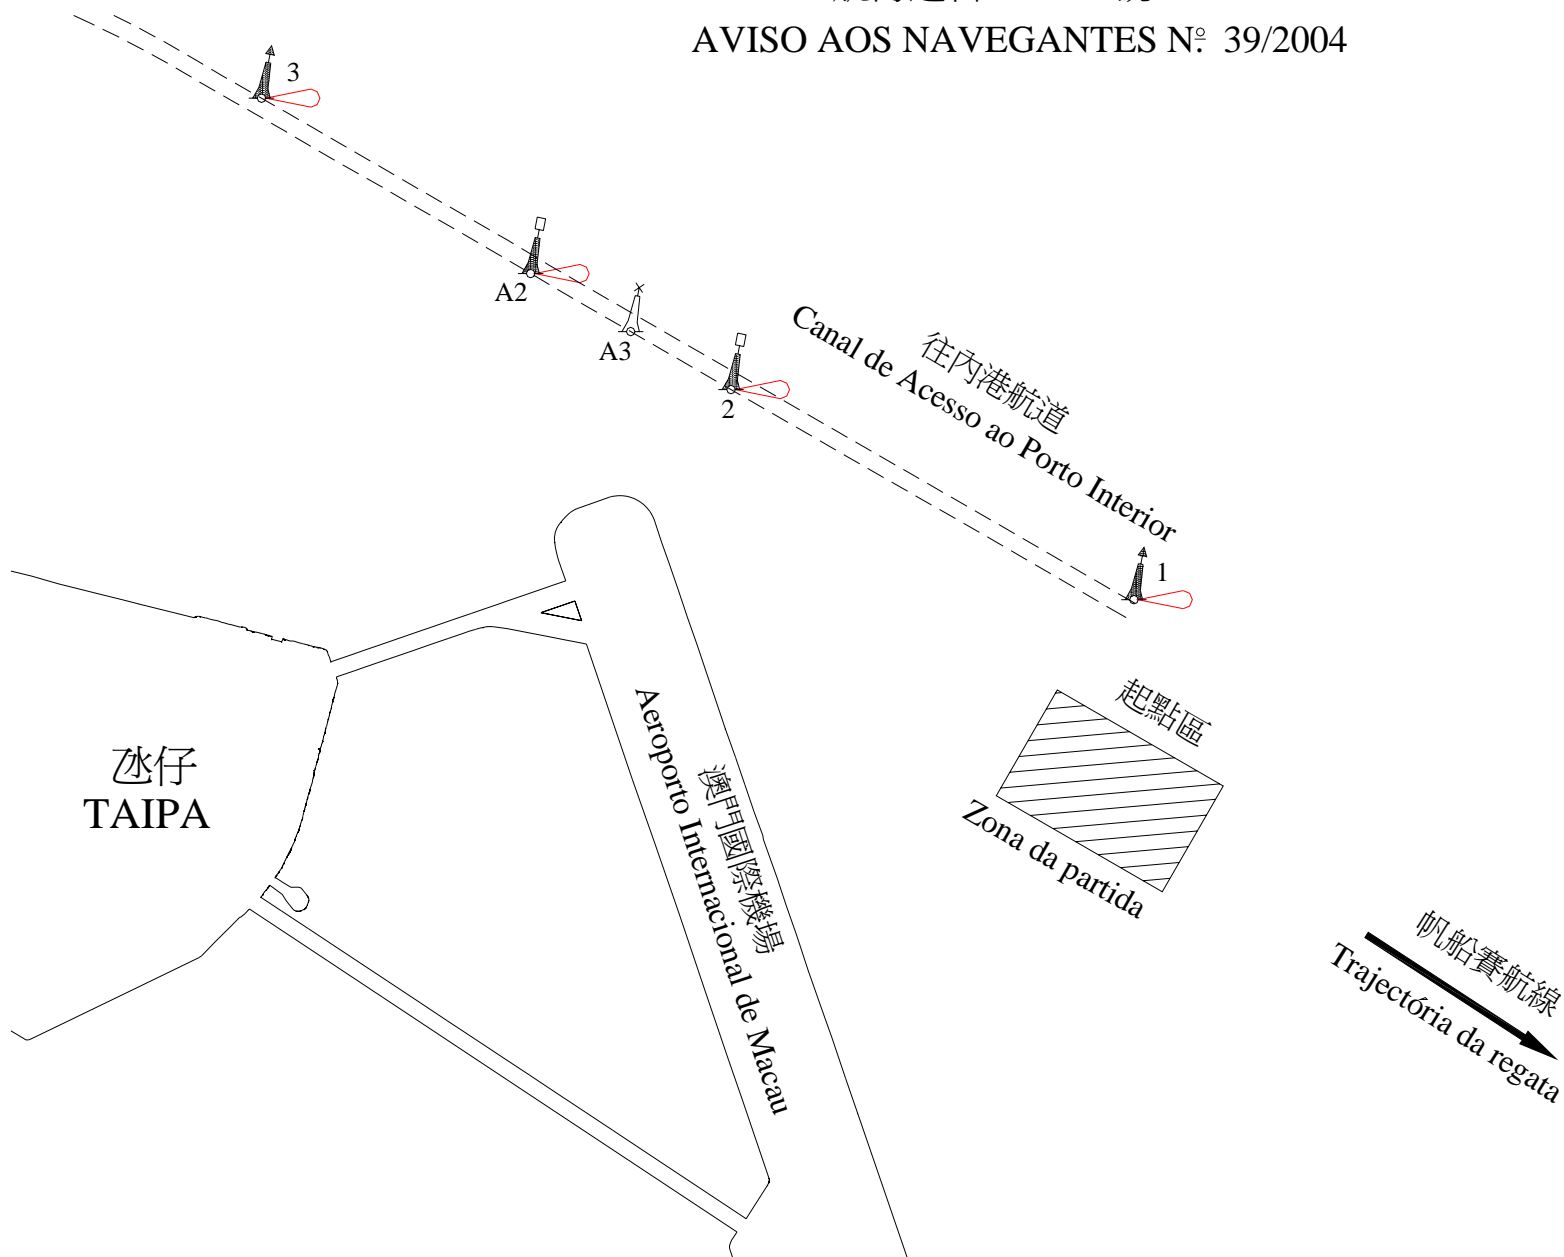 AVISO AOS NAVEGANTES Nº 39/2004
3
A2
A3
2
往內港航道
Canal de Acesso ao Porto Interior
1
起點區
Zona da partida
氹仔
TAIPA
澳門國際機場
Aeroporto Internacional de Macau
帆船賽航線
Trajectória da regata